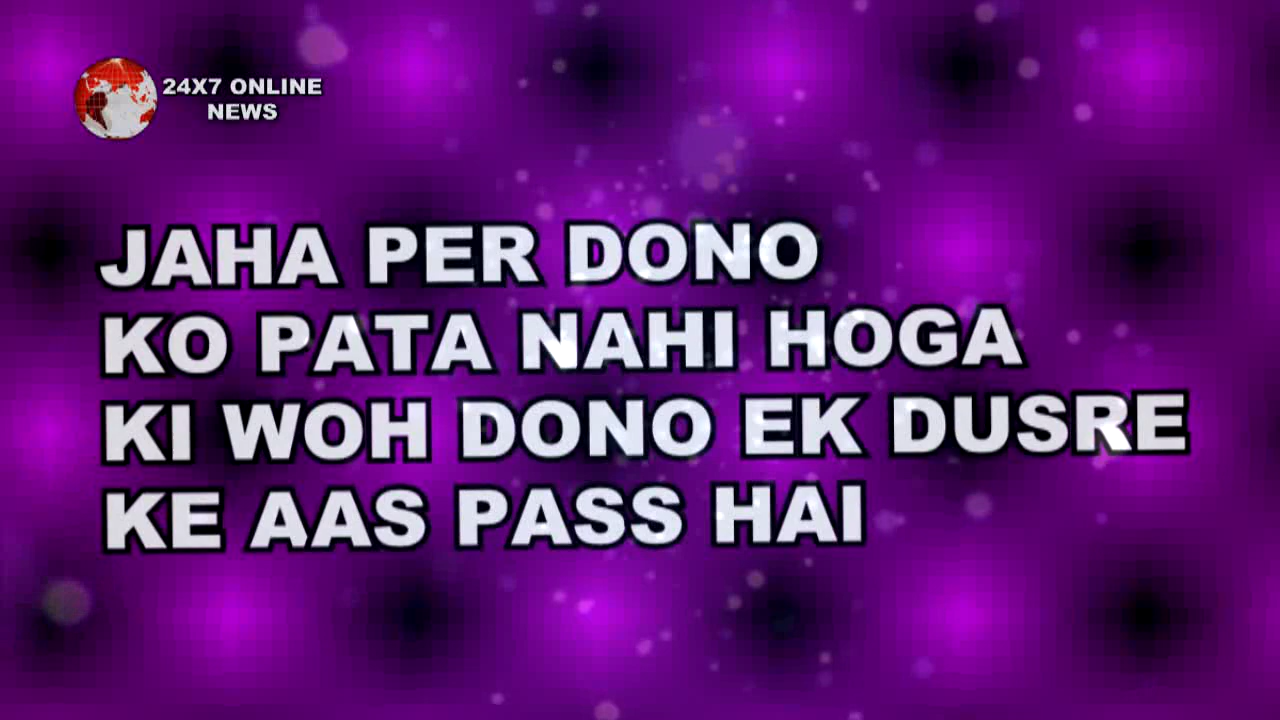 24X7 ONLINE
NEWS
JAHA PER DONO
KO PATA NAHI HOGA
KI WOH DONO EK DUSRE
KE AAS PASS HAI